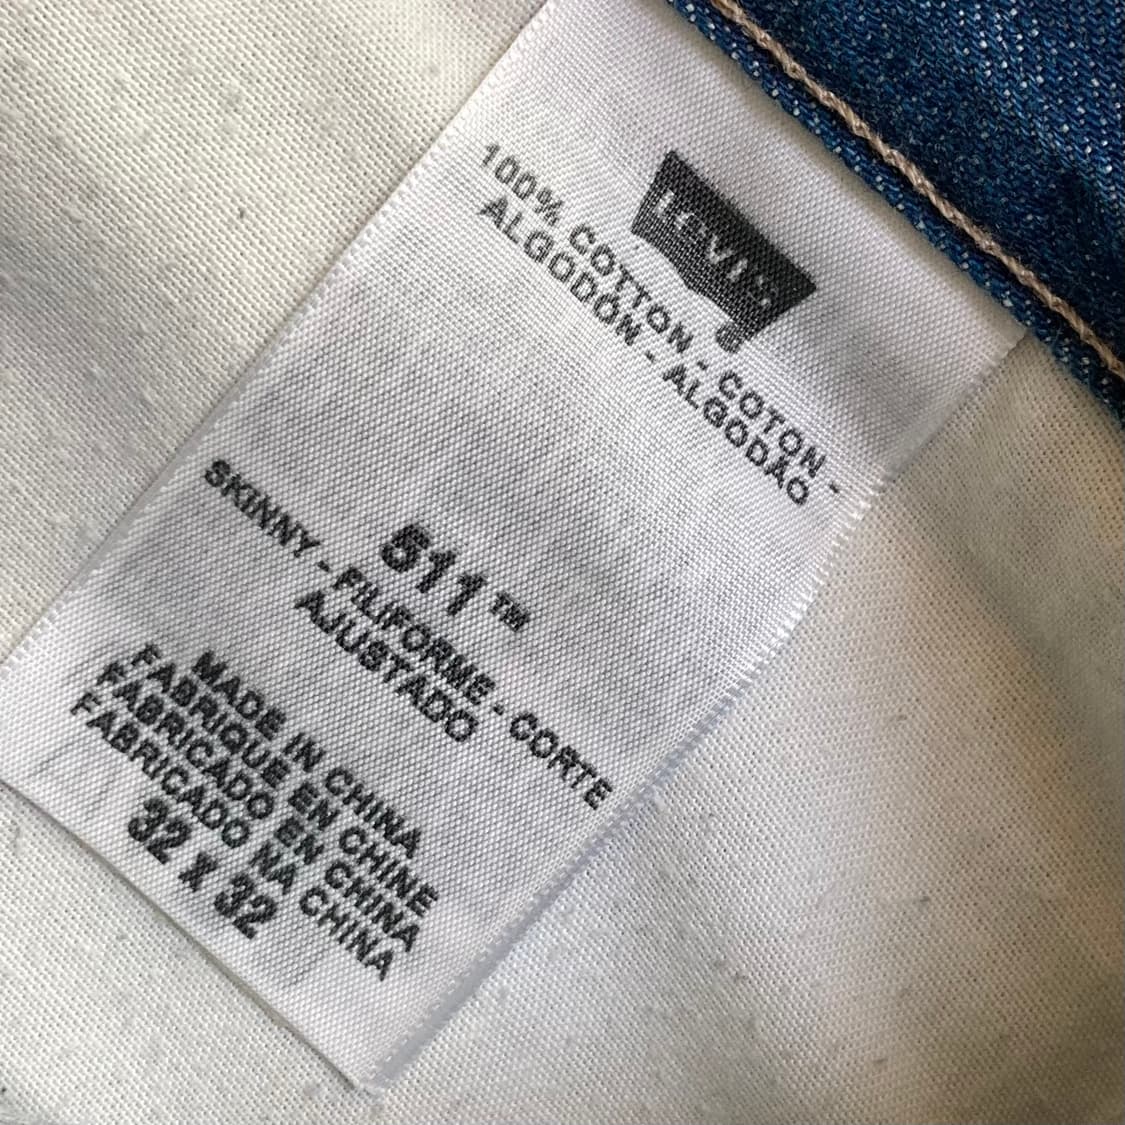 Levi's
100% COTTON - COTON -
ALGODÓN - ALGODÃO
511™
SKINNY - FILIFORME - CORTE
AJUSTADO
MADE IN CHINA
FABRIQUE EN CHINE
FABRICADO EN CHINA
FABRICADO NA CHINA
32 X 32